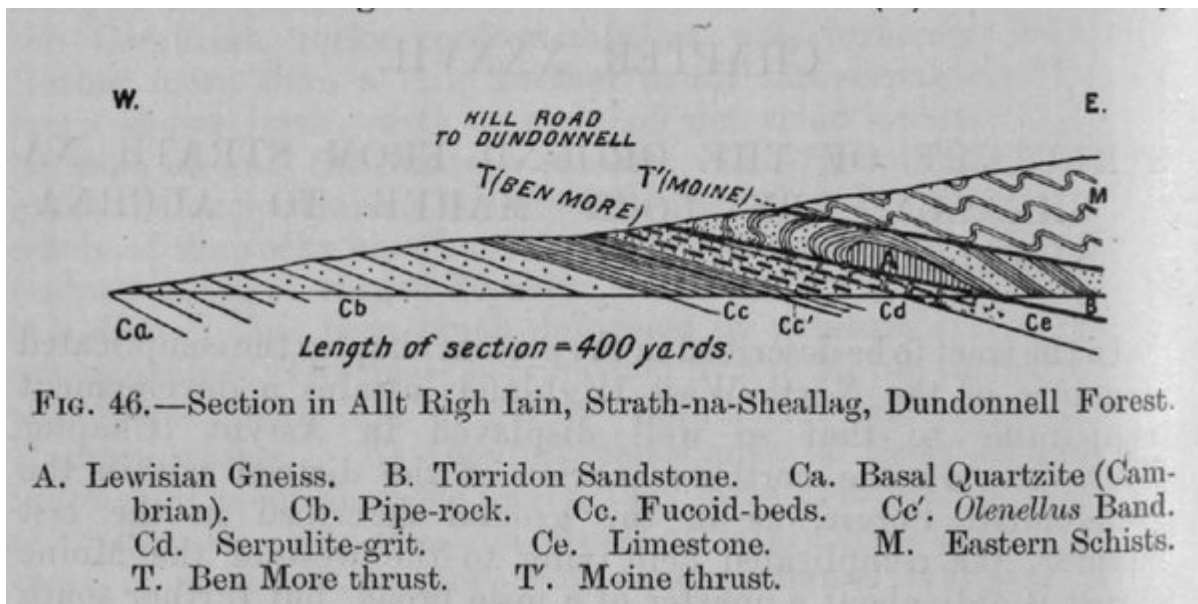 W.
E.
HILL ROAD
TO DUNDONNELL
T(BEN MORE)
T'(MOINE)
M
A
B
Ca
Cb
Cc
Cc'
Cd
Ce
Length of section = 400 yards.
FIG. 46.—Section in Allt Righ Iain, Strath-na-Sheallag, Dundonnell Forest.
A. Lewisian Gneiss. B. Torridon Sandstone. Ca. Basal Quartzite (Cam-
brian). Cb. Pipe-rock. Cc. Fucoid-beds. Cc′. Olenellus Band.
Cd. Serpulite-grit. Ce. Limestone. M. Eastern Schists.
T. Ben More thrust. T′. Moine thrust.